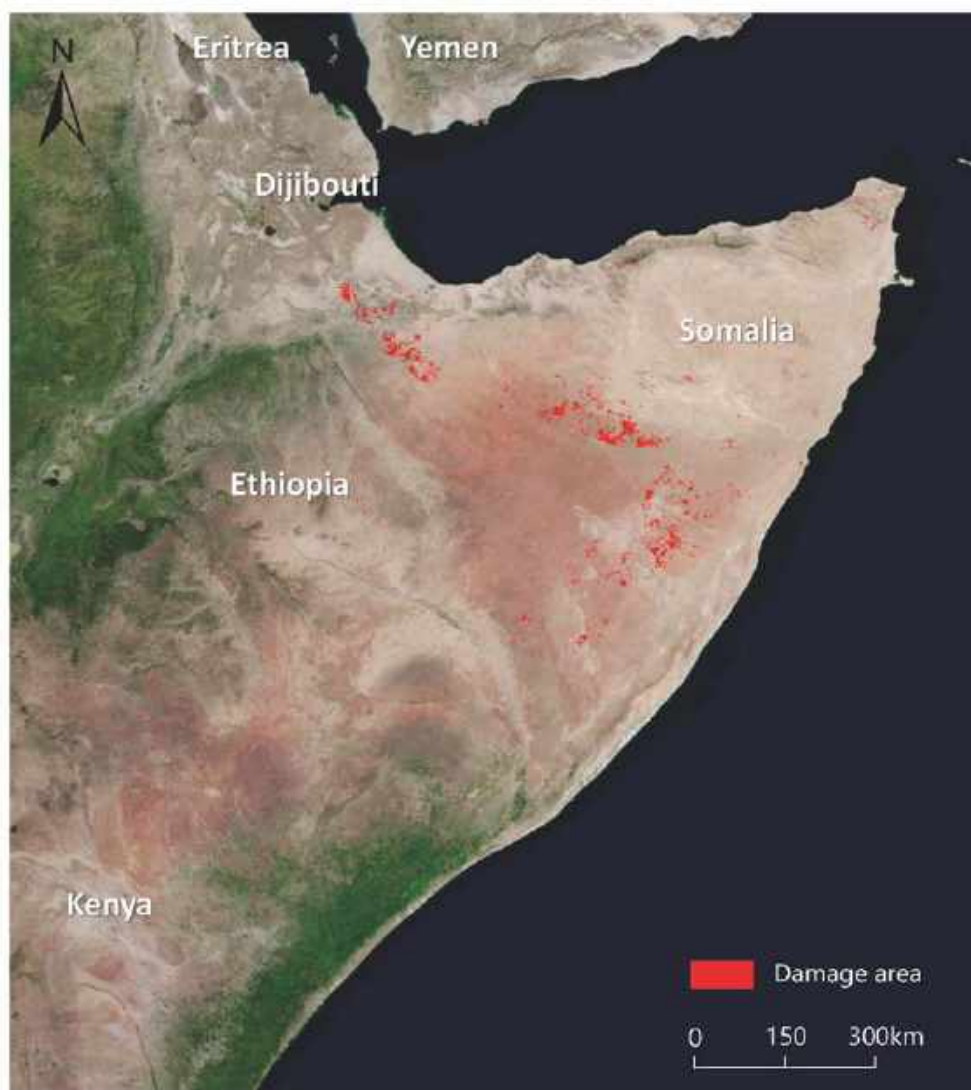 Eritrea
Yemen
N
Dijibouti
Somalia
Ethiopia
Kenya
Damage area
0 150 300km